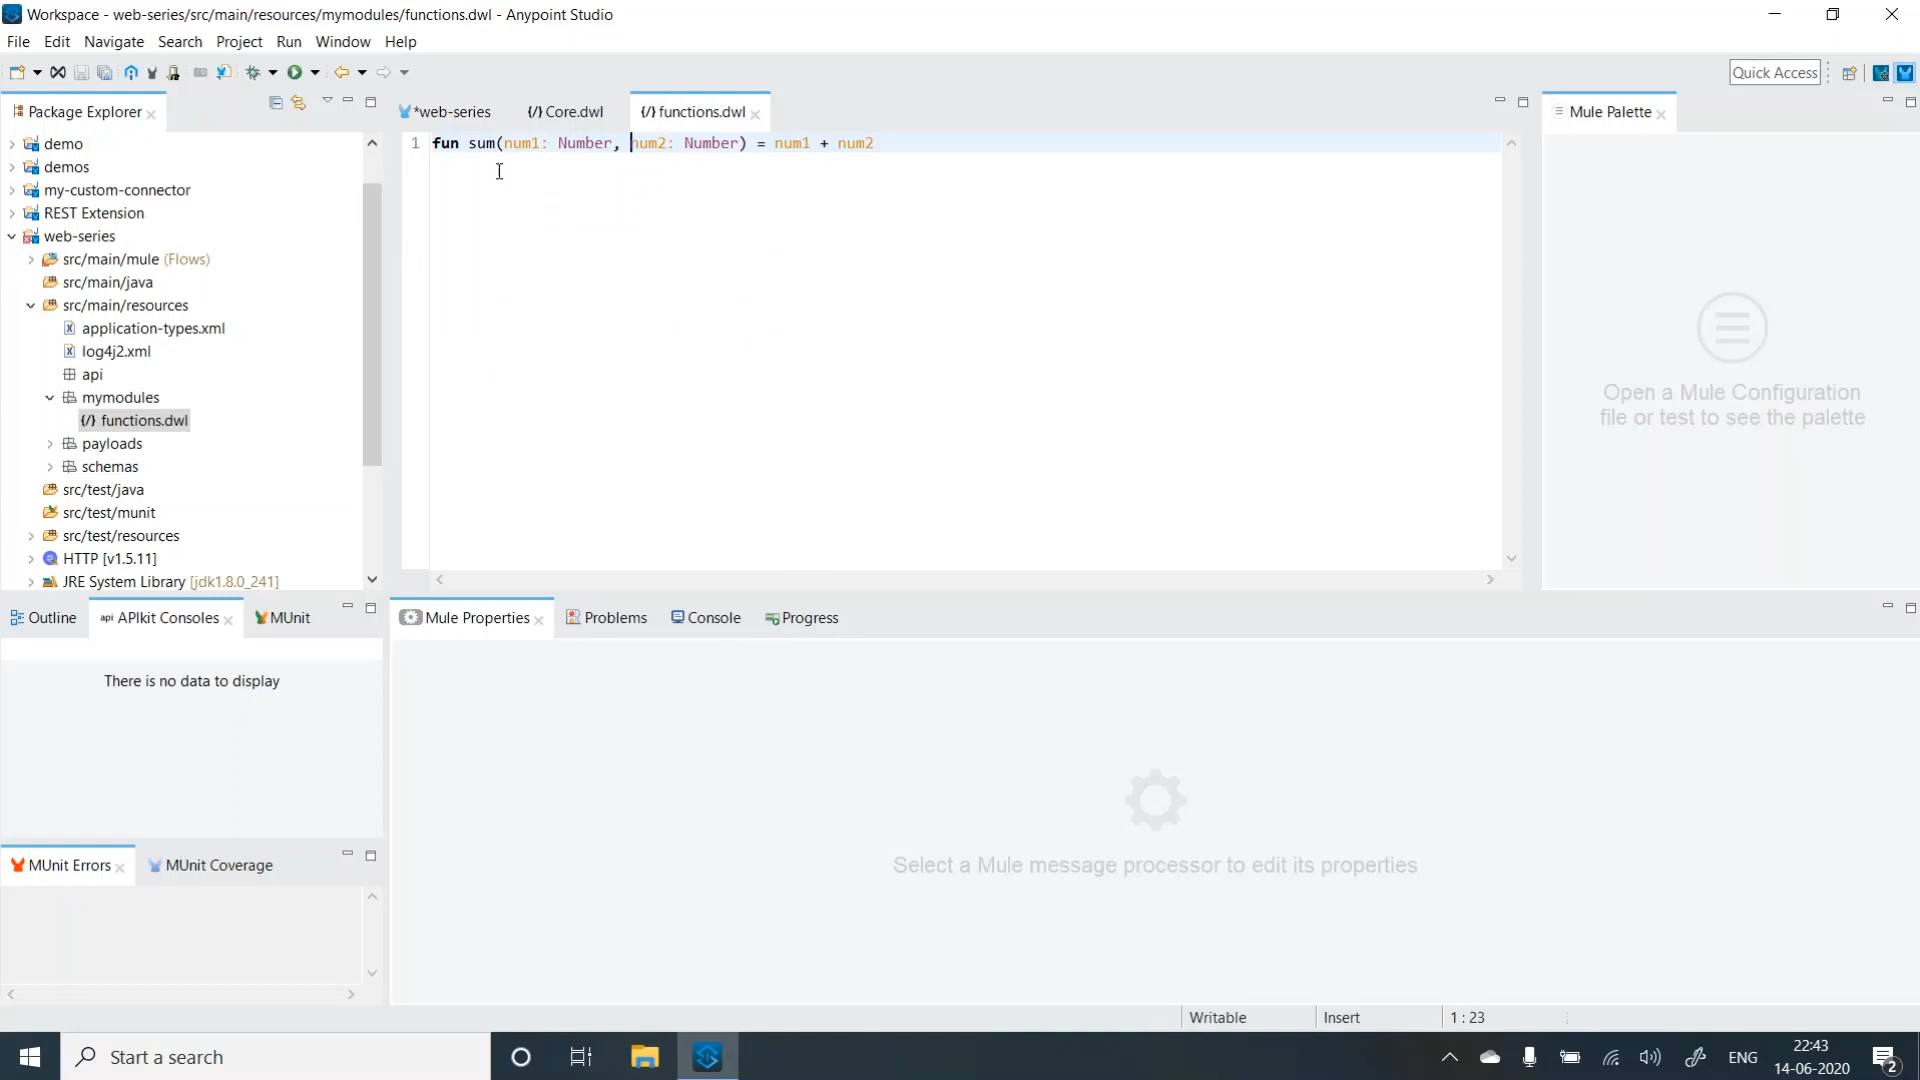 Workspace - web-series/src/main/resources/mymodules/functions.dwl - Anypoint Studio
File Edit Navigate Search Project Run Window Help
Quick Access
Package Explorer
*web-series
{/} Core.dwl
{/} functions.dwl
Mule Palette
demo
demos
my-custom-connector
REST Extension
web-series
src/main/mule (Flows)
src/main/java
src/main/resources
application-types.xml
log4j2.xml
api
mymodules
{/} functions.dwl
payloads
schemas
src/test/java
src/test/munit
src/test/resources
HTTP [v1.5.11]
JRE System Library [jdk1.8.0_241]
1 fun sum(num1: Number, num2: Number) = num1 + num2
Open a Mule Configuration
file or test to see the palette
Outline
api APIkit Consoles
MUnit
There is no data to display
Mule Properties
Problems
Console
Progress
Select a Mule message processor to edit its properties
MUnit Errors
MUnit Coverage
Writable
Insert
1 : 23
Start a search
ENG
22:43
14-06-2020
2